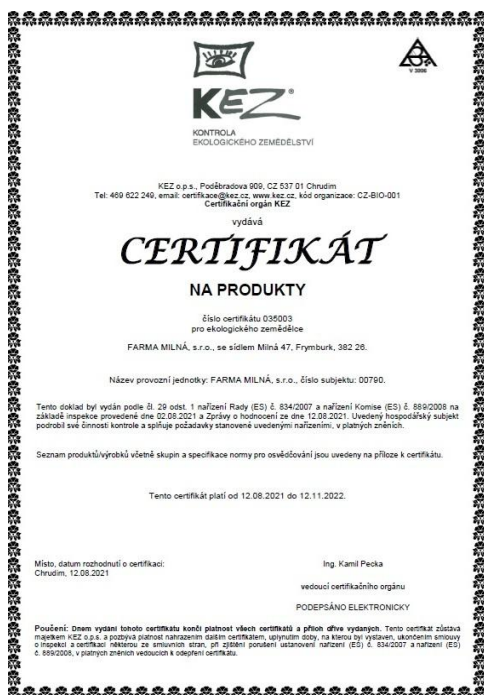 KEZ®
KONTROLA
EKOLOGICKÉHO ZEMĚDĚLSTVÍ
V 3006
KEZ o.p.s., Poděbradova 909, CZ 537 01 Chrudim
Tel: 469 622 249, email: certifikace@kez.cz, www.kez.cz, kód organizace: CZ-BIO-001
Certifikační orgán KEZ
vydává
CERTIFIKÁT
NA PRODUKTY
číslo certifikátu 035003
pro ekologického zemědělce
FARMA MILNÁ, s.r.o., se sídlem Milná 47, Frymburk, 382 26.
Název provozní jednotky: FARMA MILNÁ, s.r.o., číslo subjektu: 00790.
Tento doklad byl vydán podle čl. 29 odst. 1 nařízení Rady (ES) č. 834/2007 a nařízení Komise (ES) č. 889/2008 na
základě inspekce provedené dne 02.08.2021 a Zprávy o hodnocení ze dne 12.08.2021. Uvedený hospodářský subjekt
podrobil své činnosti kontrole a splňuje požadavky stanovené uvedenými nařízeními, v platných zněních.
Seznam produktů/výrobků včetně skupin a specifikace normy pro osvědčování jsou uvedeny na příloze k certifikátu.
Tento certifikát platí od 12.08.2021 do 12.11.2022.
Místo, datum rozhodnutí o certifikaci:
Chrudim, 12.08.2021
Ing. Kamil Pecka
vedoucí certifikačního orgánu
PODEPSÁNO ELEKTRONICKY
Poučení: Dnem vydání tohoto certifikátu končí platnost všech certifikátů a příloh dříve vydaných. Tento certifikát zůstává
majetkem KEZ o.p.s. a pozbývá platnost nahrazením dalším certifikátem, uplynutím doby, na kterou byl vystaven, ukončením smlouvy
o inspekci a certifikaci některou ze smluvních stran, při zjištění porušení ustanovení nařízení (ES) č. 834/2007 a nařízení (ES)
č. 889/2008, v platných zněních vedoucích k odepření certifikátu.